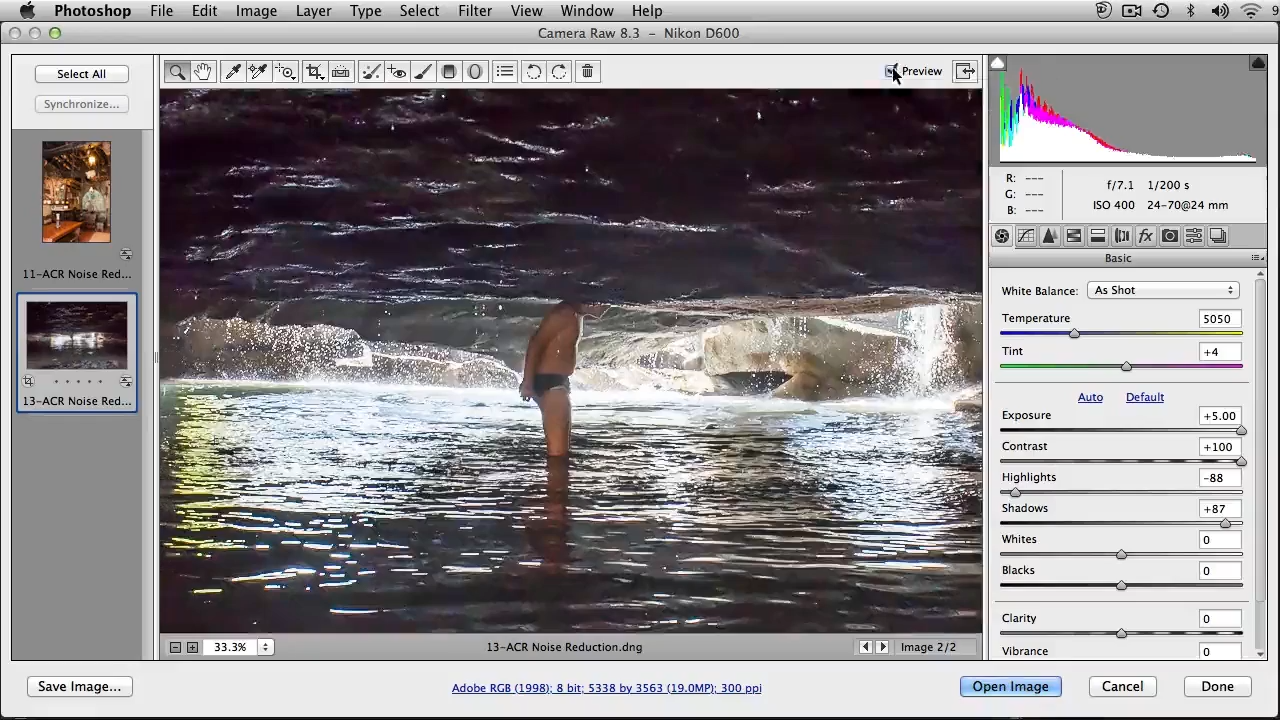 Photoshop File Edit Image Layer Type Select Filter View Window Help 9
Camera Raw 8.3 – Nikon D600
Select All
Synchronize...
Preview
11-ACR Noise Red...
13-ACR Noise Red...
R: ---
G: ---
B: ---
f/7.1 1/200 s
ISO 400 24-70@24 mm
fx
Basic
White Balance: As Shot
Temperature 5050
Tint +4
Auto Default
Exposure +5.00
Contrast +100
Highlights -88
Shadows +87
Whites 0
Blacks 0
Clarity 0
Vibrance 0
33.3% 13-ACR Noise Reduction.dng Image 2/2
Save Image... Adobe RGB (1998); 8 bit; 5338 by 3563 (19.0MP); 300 ppi Open Image Cancel Done